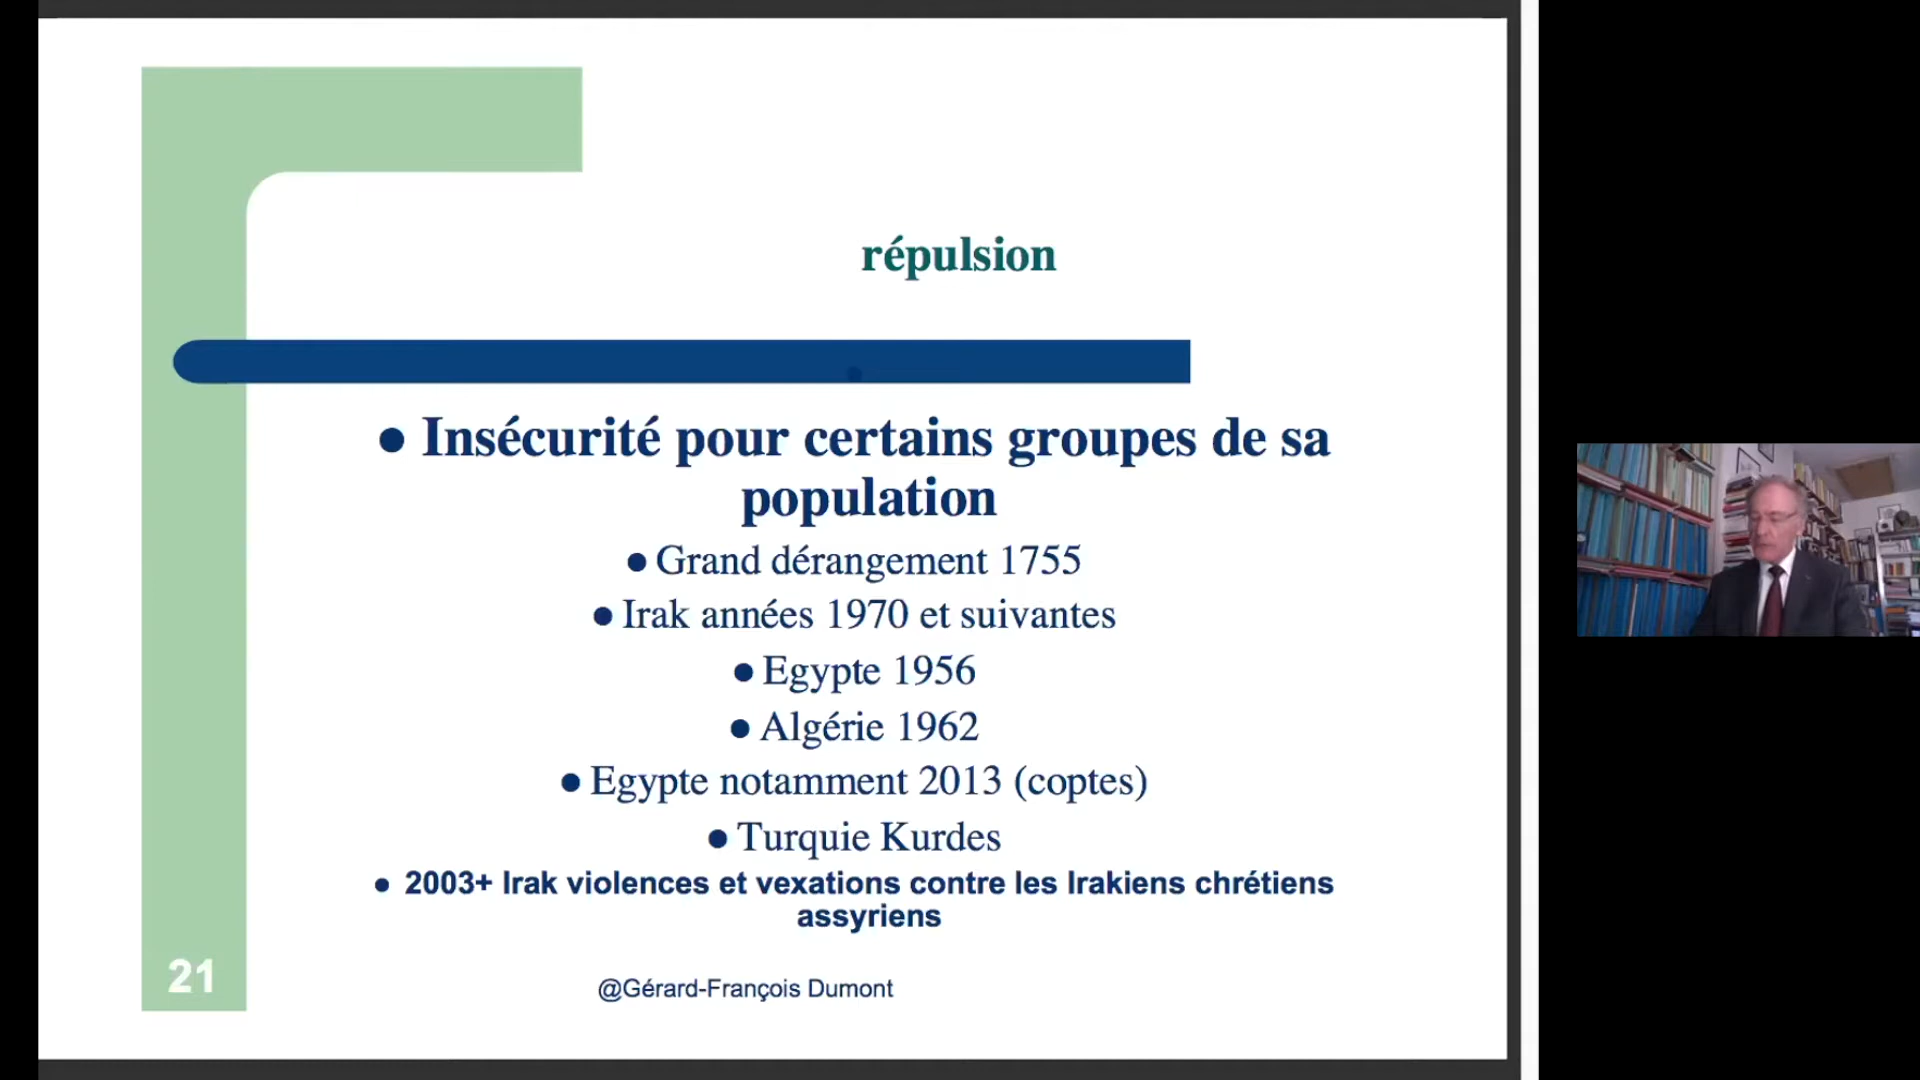 répulsion
● Insécurité pour certains groupes de sa
population
● Grand dérangement 1755
● Irak années 1970 et suivantes
● Egypte 1956
● Algérie 1962
● Egypte notamment 2013 (coptes)
● Turquie Kurdes
● 2003+ Irak violences et vexations contre les Irakiens chrétiens
assyriens
21
@Gérard-François Dumont